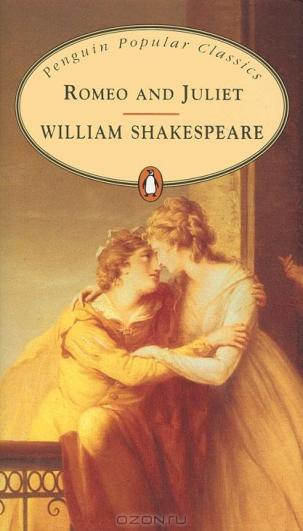 Penguin Popular Classics
ROMEO AND JULIET
WILLIAM SHAKESPEARE
ozon.ru